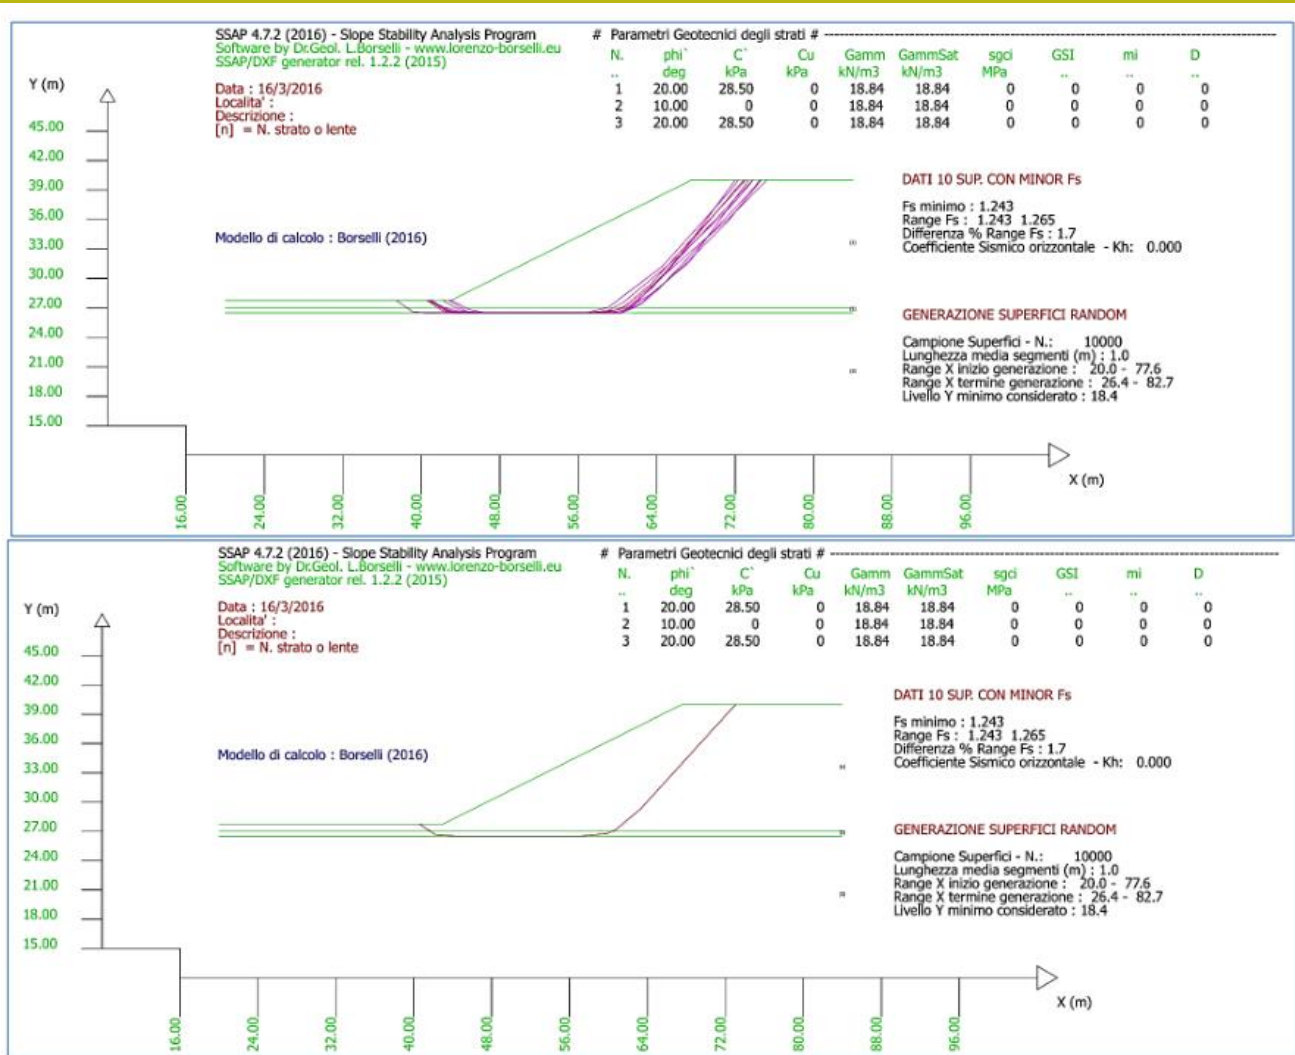 SSAP 4.7.2 (2016) - Slope Stability Analysis Program
Software by Dr.Geol. L.Borselli - www.lorenzo-borselli.eu
SSAP/DXF generator rel. 1.2.2 (2015)
Data : 16/3/2016
Localita' :
Descrizione :
[n] = N. strato o lente
# Parametri Geotecnici degli strati #
N. phi` C` Cu Gamm GammSat sgci GSI mi D
.. deg kPa kPa kN/m3 kN/m3 MPa .. .. ..
1 20.00 28.50 0 18.84 18.84 0 0 0 0
2 10.00 0 0 18.84 18.84 0 0 0 0
3 20.00 28.50 0 18.84 18.84 0 0 0 0
Y (m)
45.00
42.00
39.00
36.00
33.00
30.00
27.00
24.00
21.00
18.00
15.00
Modello di calcolo : Borselli (2016)
DATI 10 SUP. CON MINOR Fs
Fs minimo : 1.243
Range Fs : 1.243 1.265
Differenza % Range Fs : 1.7
Coefficiente Sismico orizzontale - Kh: 0.000
GENERAZIONE SUPERFICI RANDOM
Campione Superfici - N.: 10000
Lunghezza media segmenti (m) : 1.0
Range X inizio generazione : 20.0 - 77.6
Range X termine generazione : 26.4 - 82.7
Livello Y minimo considerato : 18.4
X (m)
16.00 24.00 32.00 40.00 48.00 56.00 64.00 72.00 80.00 88.00 96.00
SSAP 4.7.2 (2016) - Slope Stability Analysis Program
Software by Dr.Geol. L.Borselli - www.lorenzo-borselli.eu
SSAP/DXF generator rel. 1.2.2 (2015)
Data : 16/3/2016
Localita' :
Descrizione :
[n] = N. strato o lente
# Parametri Geotecnici degli strati #
N. phi` C` Cu Gamm GammSat sgci GSI mi D
.. deg kPa kPa kN/m3 kN/m3 MPa .. .. ..
1 20.00 28.50 0 18.84 18.84 0 0 0 0
2 10.00 0 0 18.84 18.84 0 0 0 0
3 20.00 28.50 0 18.84 18.84 0 0 0 0
Y (m)
45.00
42.00
39.00
36.00
33.00
30.00
27.00
24.00
21.00
18.00
15.00
Modello di calcolo : Borselli (2016)
DATI 10 SUP. CON MINOR Fs
Fs minimo : 1.243
Range Fs : 1.243 1.265
Differenza % Range Fs : 1.7
Coefficiente Sismico orizzontale - Kh: 0.000
GENERAZIONE SUPERFICI RANDOM
Campione Superfici - N.: 10000
Lunghezza media segmenti (m) : 1.0
Range X inizio generazione : 20.0 - 77.6
Range X termine generazione : 26.4 - 82.7
Livello Y minimo considerato : 18.4
X (m)
16.00 24.00 32.00 40.00 48.00 56.00 64.00 72.00 80.00 88.00 96.00